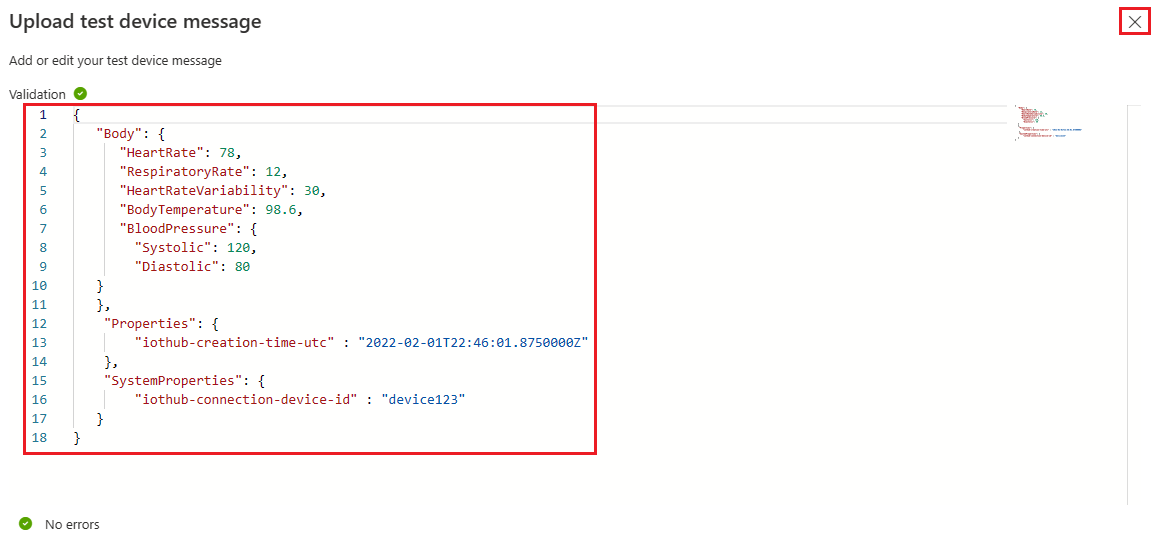 Upload test device message
Add or edit your test device message
Validation
1 {
2 "Body": {
3 "HeartRate": 78,
4 "RespiratoryRate": 12,
5 "HeartRateVariability": 30,
6 "BodyTemperature": 98.6,
7 "BloodPressure": {
8 "Systolic": 120,
9 "Diastolic": 80
10 }
11 },
12 "Properties": {
13 "iothub-creation-time-utc" : "2022-02-01T22:46:01.8750000Z"
14 },
15 "SystemProperties": {
16 "iothub-connection-device-id" : "device123"
17 }
18 }
No errors